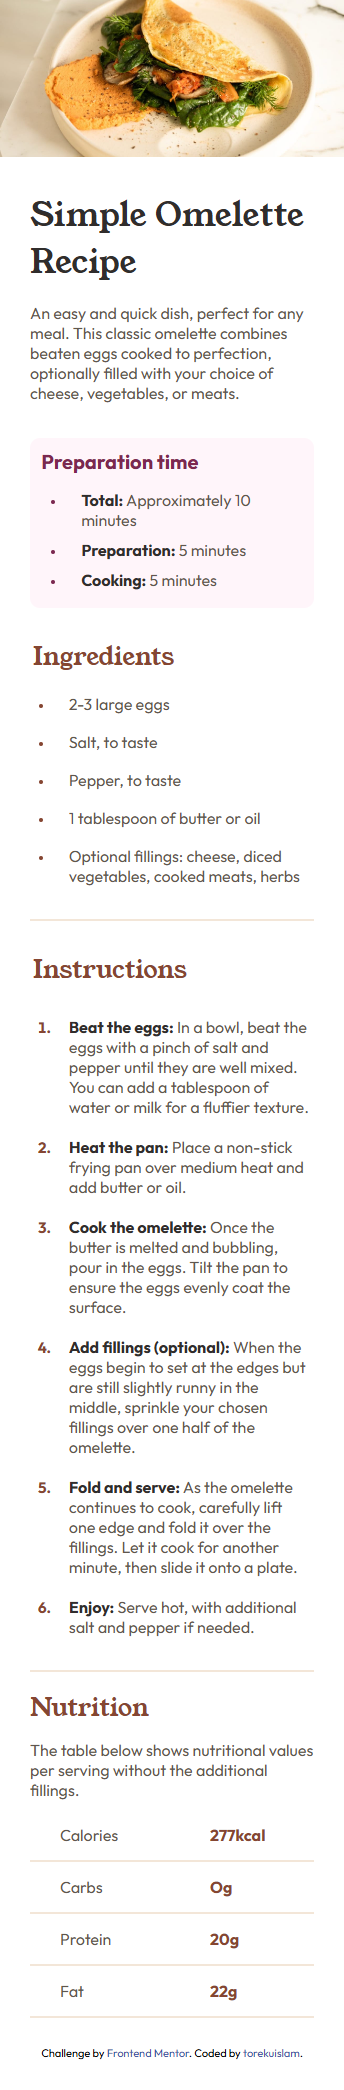 Simple Omelette
Recipe
An easy and quick dish, perfect for any
meal. This classic omelette combines
beaten eggs cooked to perfection,
optionally filled with your choice of
cheese, vegetables, or meats.
Preparation time
• Total: Approximately 10
minutes
• Preparation: 5 minutes
• Cooking: 5 minutes
Ingredients
• 2-3 large eggs
• Salt, to taste
• Pepper, to taste
• 1 tablespoon of butter or oil
• Optional fillings: cheese, diced
vegetables, cooked meats, herbs
Instructions
1. Beat the eggs: In a bowl, beat the
eggs with a pinch of salt and
pepper until they are well mixed.
You can add a tablespoon of
water or milk for a fluffier texture.
2. Heat the pan: Place a non-stick
frying pan over medium heat and
add butter or oil.
3. Cook the omelette: Once the
butter is melted and bubbling,
pour in the eggs. Tilt the pan to
ensure the eggs evenly coat the
surface.
4. Add fillings (optional): When the
eggs begin to set at the edges but
are still slightly runny in the
middle, sprinkle your chosen
fillings over one half of the
omelette.
5. Fold and serve: As the omelette
continues to cook, carefully lift
one edge and fold it over the
fillings. Let it cook for another
minute, then slide it onto a plate.
6. Enjoy: Serve hot, with additional
salt and pepper if needed.
Nutrition
The table below shows nutritional values
per serving without the additional
fillings.
Calories 277kcal
Carbs Og
Protein 20g
Fat 22g
Challenge by Frontend Mentor. Coded by torekuislam.